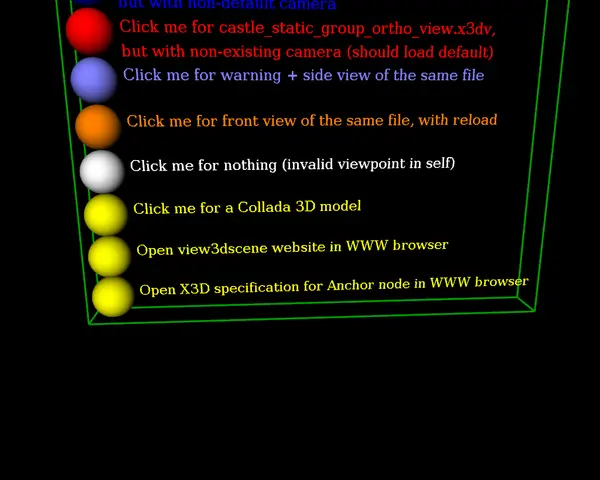 but with non-default camera
Click me for castle_static_group_ortho_view.x3dv,
but with non-existing camera (should load default)
Click me for warning + side view of the same file
Click me for front view of the same file, with reload
Click me for nothing (invalid viewpoint in self)
Click me for a Collada 3D model
Open view3dscene website in WWW browser
Open X3D specification for Anchor node in WWW browser